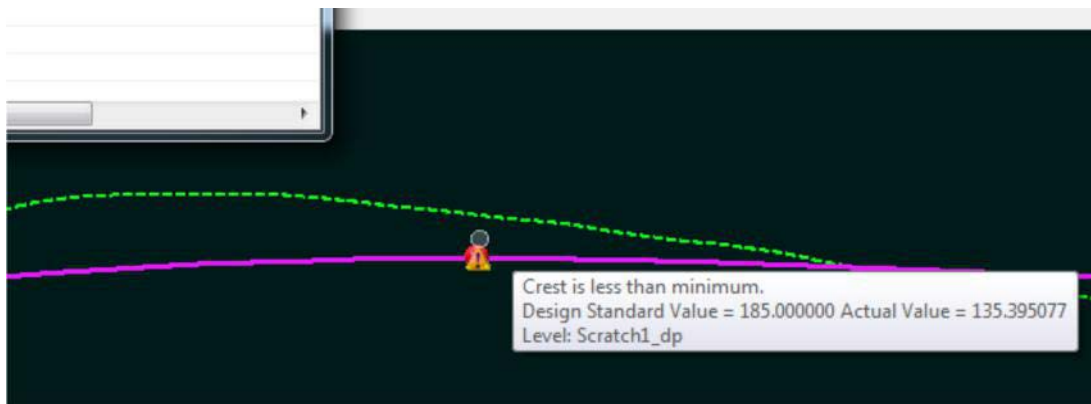 Crest is less than minimum.
Design Standard Value = 185.000000 Actual Value = 135.395077
Level: Scratch1_dp